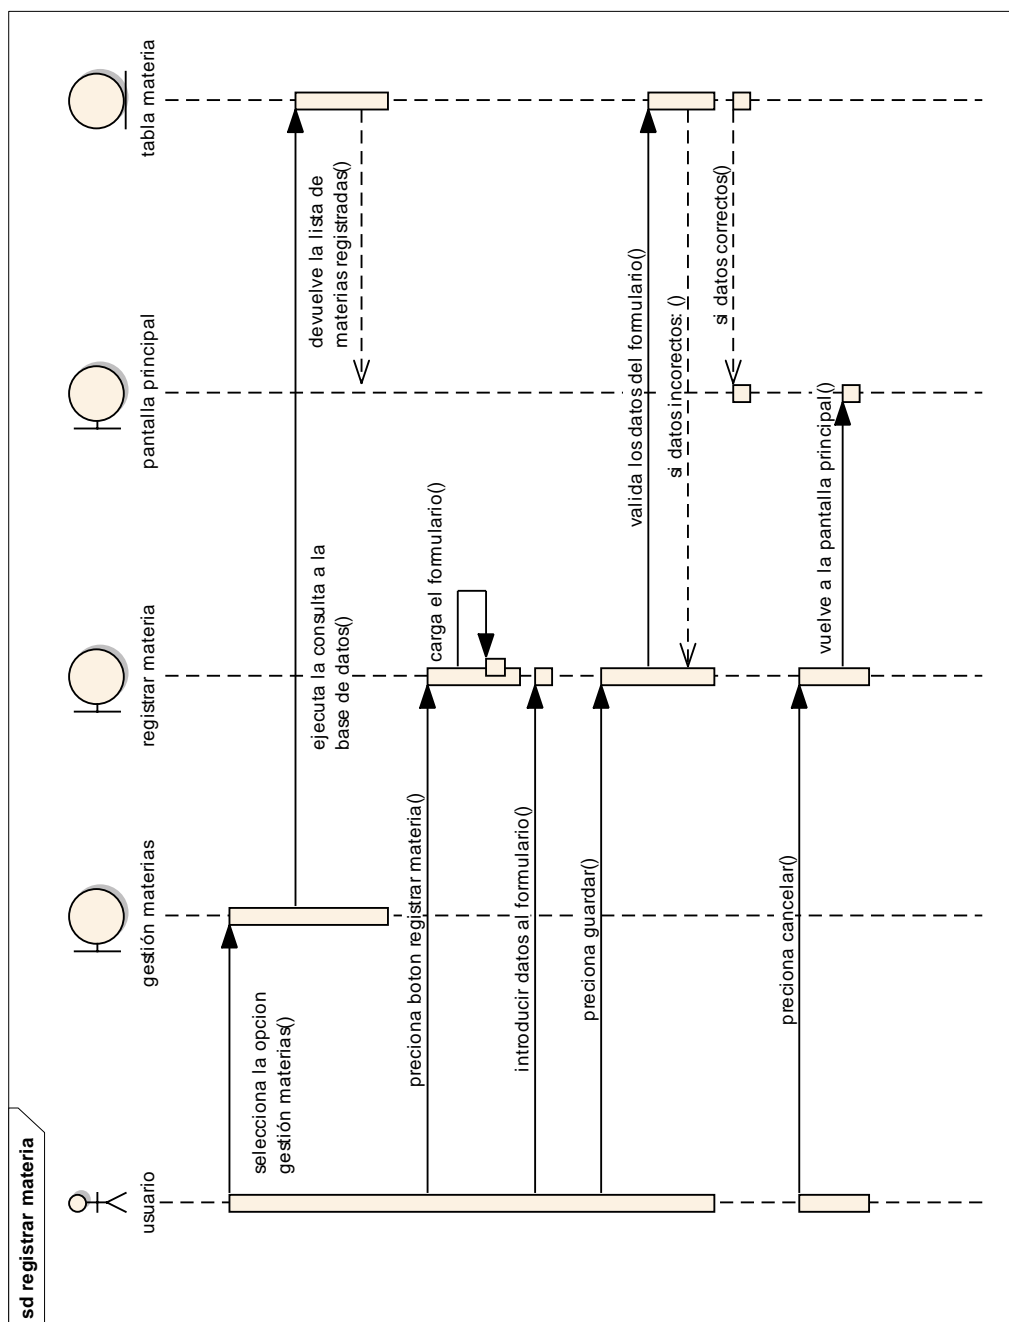 sd registrar materia
usuario
gestión materias
registrar materia
pantalla principal
tabla materia
selecciona la opcion
gestión materias()
ejecuta la consulta a la
base de datos()
devuelve la lista de
materias registradas()
preciona boton registrar materia()
carga el formulario()
introducir datos al formulario()
preciona guardar()
valida los datos del formulario()
si datos incorectos: ()
si datos correctos()
preciona cancelar()
vuelve a la pantalla principal()